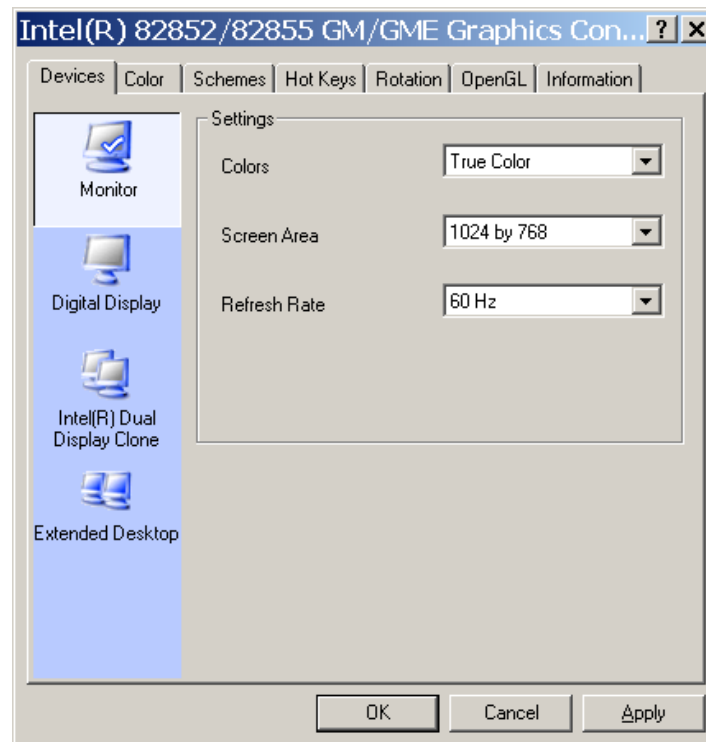 Intel(R) 82852/82855 GM/GME Graphics Con...
Devices Color Schemes Hot Keys Rotation OpenGL Information
Settings
Monitor
Colors True Color
Screen Area 1024 by 768
Digital Display
Refresh Rate 60 Hz
Intel(R) Dual
Display Clone
Extended Desktop
OK Cancel Apply